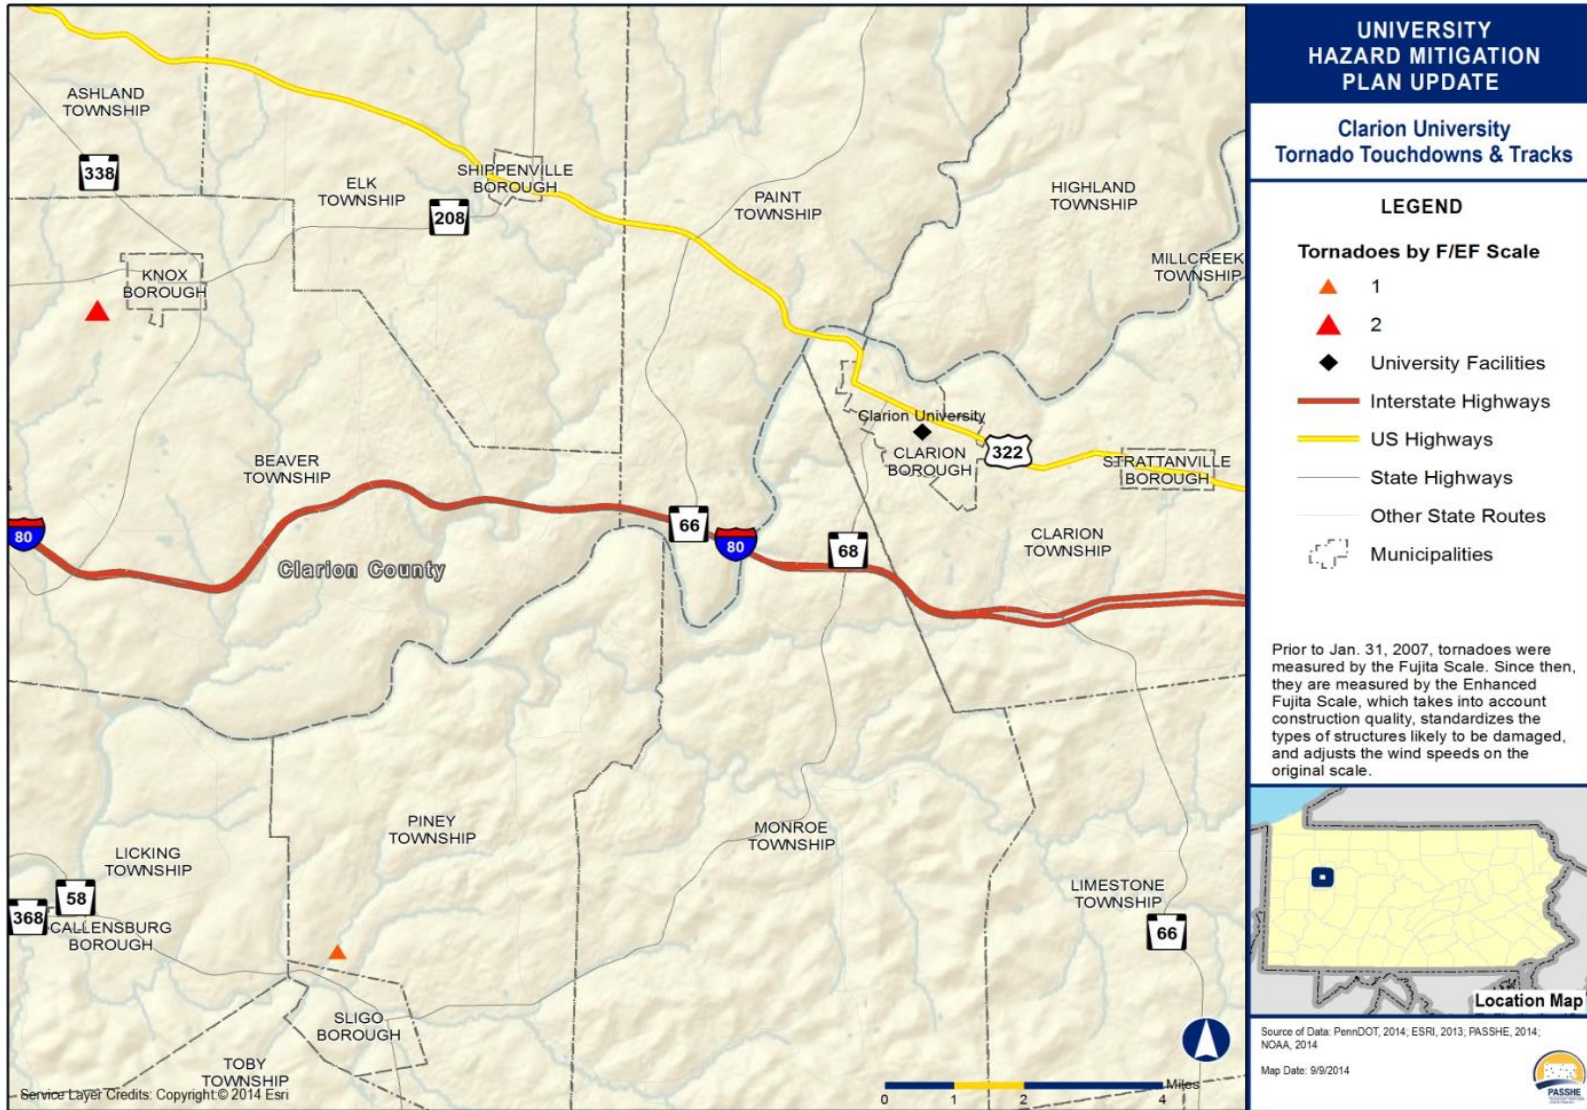 ASHLAND
TOWNSHIP
338
ELK
TOWNSHIP
SHIPPENVILLE
BOROUGH
208
PAINT
TOWNSHIP
HIGHLAND
TOWNSHIP
MILLCREEK
TOWNSHIP
KNOX
BOROUGH
Clarion University
CLARION
BOROUGH
322
STRATTANVILLE
BOROUGH
BEAVER
TOWNSHIP
80
66
80
68
CLARION
TOWNSHIP
Clarion County
PINEY
TOWNSHIP
MONROE
TOWNSHIP
LICKING
TOWNSHIP
58
368
CALLENSBURG
BOROUGH
LIMESTONE
TOWNSHIP
66
SLIGO
BOROUGH
TOBY
TOWNSHIP
Service Layer Credits: Copyright:© 2014 Esri
Miles
0 1 2 4
UNIVERSITY
HAZARD MITIGATION
PLAN UPDATE
Clarion University
Tornado Touchdowns & Tracks
LEGEND
Tornadoes by F/EF Scale
1
2
University Facilities
Interstate Highways
US Highways
State Highways
Other State Routes
Municipalities
Prior to Jan. 31, 2007, tornadoes were
measured by the Fujita Scale. Since then,
they are measured by the Enhanced
Fujita Scale, which takes into account
construction quality, standardizes the
types of structures likely to be damaged,
and adjusts the wind speeds on the
original scale.
Location Map
Source of Data: PennDOT, 2014; ESRI, 2013; PASSHE, 2014;
NOAA, 2014
Map Date: 9/9/2014
PASSHE